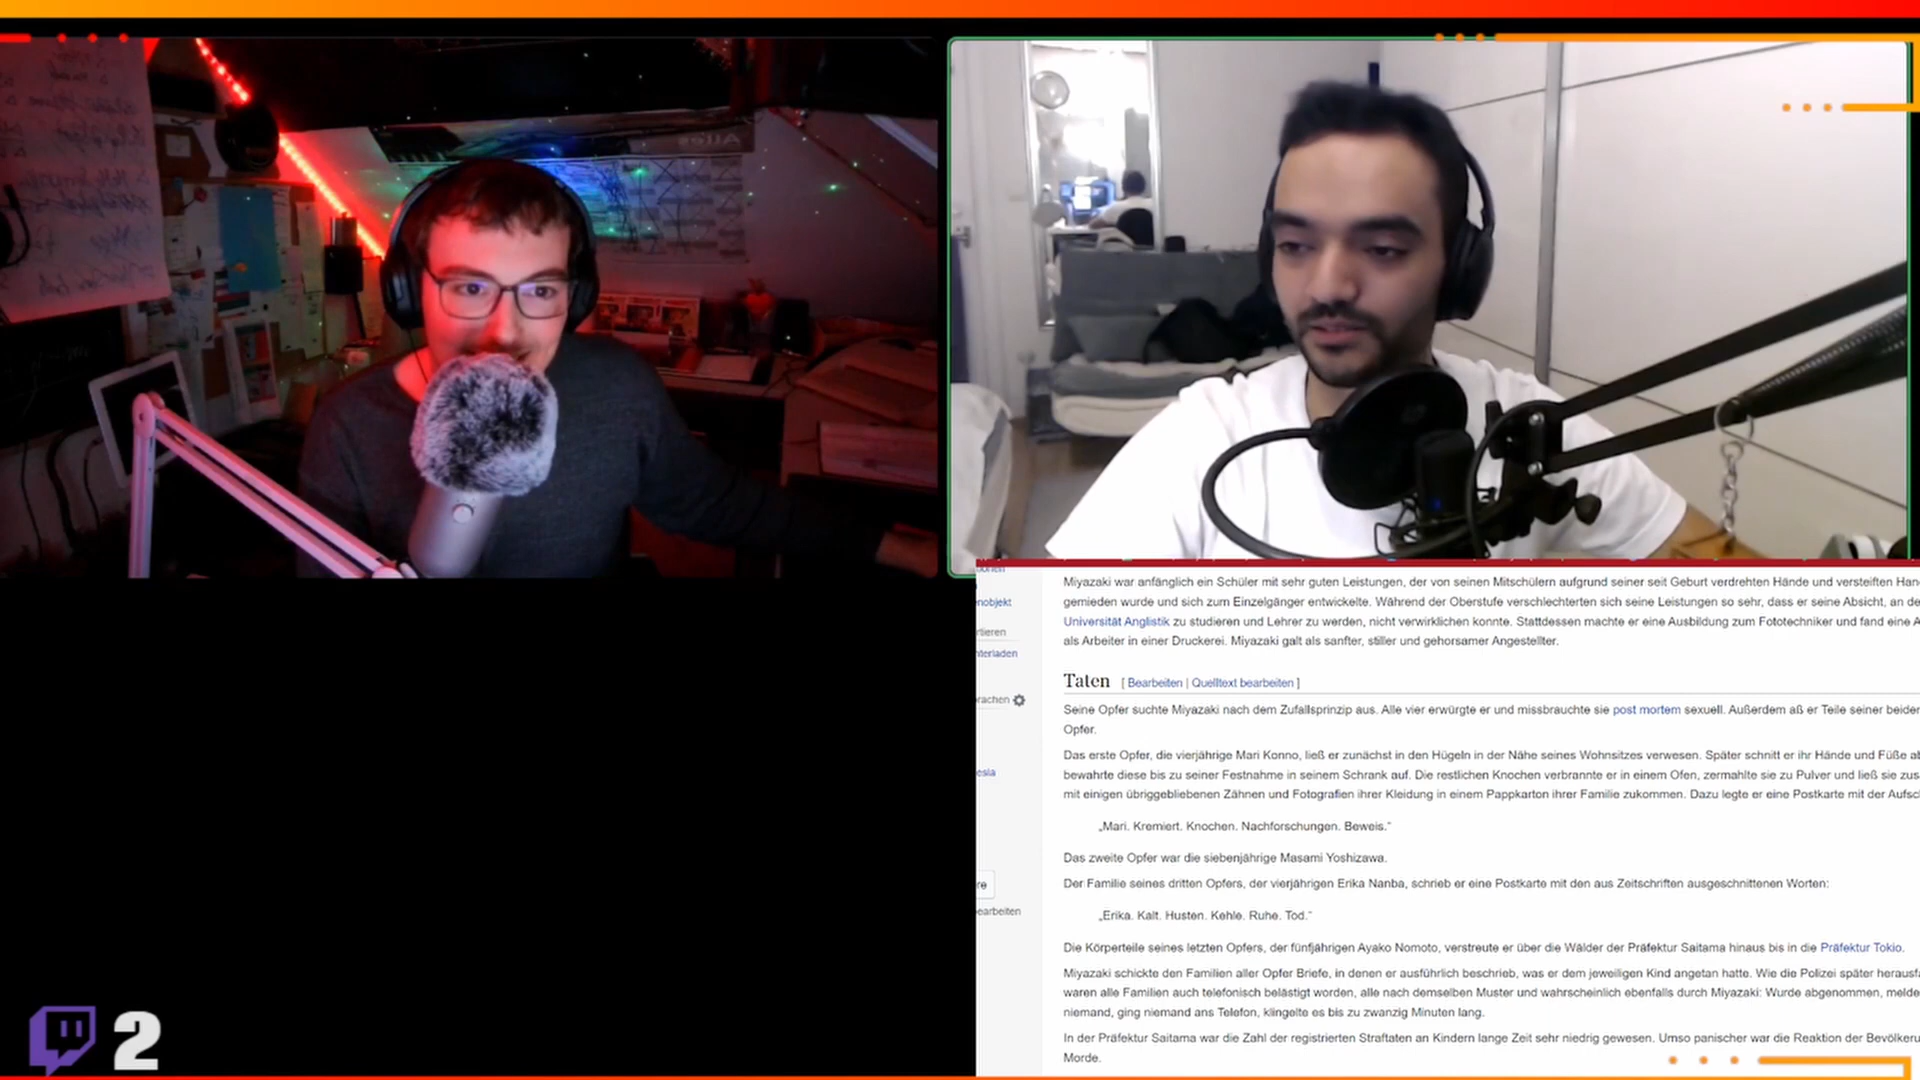 ionen
nobjekt
rtieren
nterladen
rachen
esia
re
earbeiten
Miyazaki war anfänglich ein Schüler mit sehr guten Leistungen, der von seinen Mitschülern aufgrund seiner seit Geburt verdrehten Hände und versteiften Han
gemieden wurde und sich zum Einzelgänger entwickelte. Während der Oberstufe verschlechterten sich seine Leistungen so sehr, dass er seine Absicht, an de
Universität Anglistik zu studieren und Lehrer zu werden, nicht verwirklichen konnte. Stattdessen machte er eine Ausbildung zum Fototechniker und fand eine A
als Arbeiter in einer Druckerei. Miyazaki galt als sanfter, stiller und gehorsamer Angestellter.
Taten [ Bearbeiten | Quelltext bearbeiten ]
Seine Opfer suchte Miyazaki nach dem Zufallsprinzip aus. Alle vier erwürgte er und missbrauchte sie post mortem sexuell. Außerdem aß er Teile seiner beider
Opfer.
Das erste Opfer, die vierjährige Mari Konno, ließ er zunächst in den Hügeln in der Nähe seines Wohnsitzes verwesen. Später schnitt er ihr Hände und Füße ab
bewahrte diese bis zu seiner Festnahme in seinem Schrank auf. Die restlichen Knochen verbrannte er in einem Ofen, zermahlte sie zu Pulver und ließ sie zus
mit einigen übriggebliebenen Zähnen und Fotografien ihrer Kleidung in einem Pappkarton ihrer Familie zukommen. Dazu legte er eine Postkarte mit der Aufsc
„Mari. Kremiert. Knochen. Nachforschungen. Beweis.“
Das zweite Opfer war die siebenjährige Masami Yoshizawa.
Der Familie seines dritten Opfers, der vierjährigen Erika Nanba, schrieb er eine Postkarte mit den aus Zeitschriften ausgeschnittenen Worten:
„Erika. Kalt. Husten. Kehle. Ruhe. Tod.“
Die Körperteile seines letzten Opfers, der fünfjährigen Ayako Nomoto, verstreute er über die Wälder der Präfektur Saitama hinaus bis in die Präfektur Tokio.
Miyazaki schickte den Familien aller Opfer Briefe, in denen er ausführlich beschrieb, was er dem jeweiligen Kind angetan hatte. Wie die Polizei später herausfa
waren alle Familien auch telefonisch belästigt worden, alle nach demselben Muster und wahrscheinlich ebenfalls durch Miyazaki: Wurde abgenommen, melde
niemand, ging niemand ans Telefon, klingelte es bis zu zwanzig Minuten lang.
In der Präfektur Saitama war die Zahl der registrierten Straftaten an Kindern lange Zeit sehr niedrig gewesen. Umso panischer war die Reaktion der Bevölkeru
Morde.
2